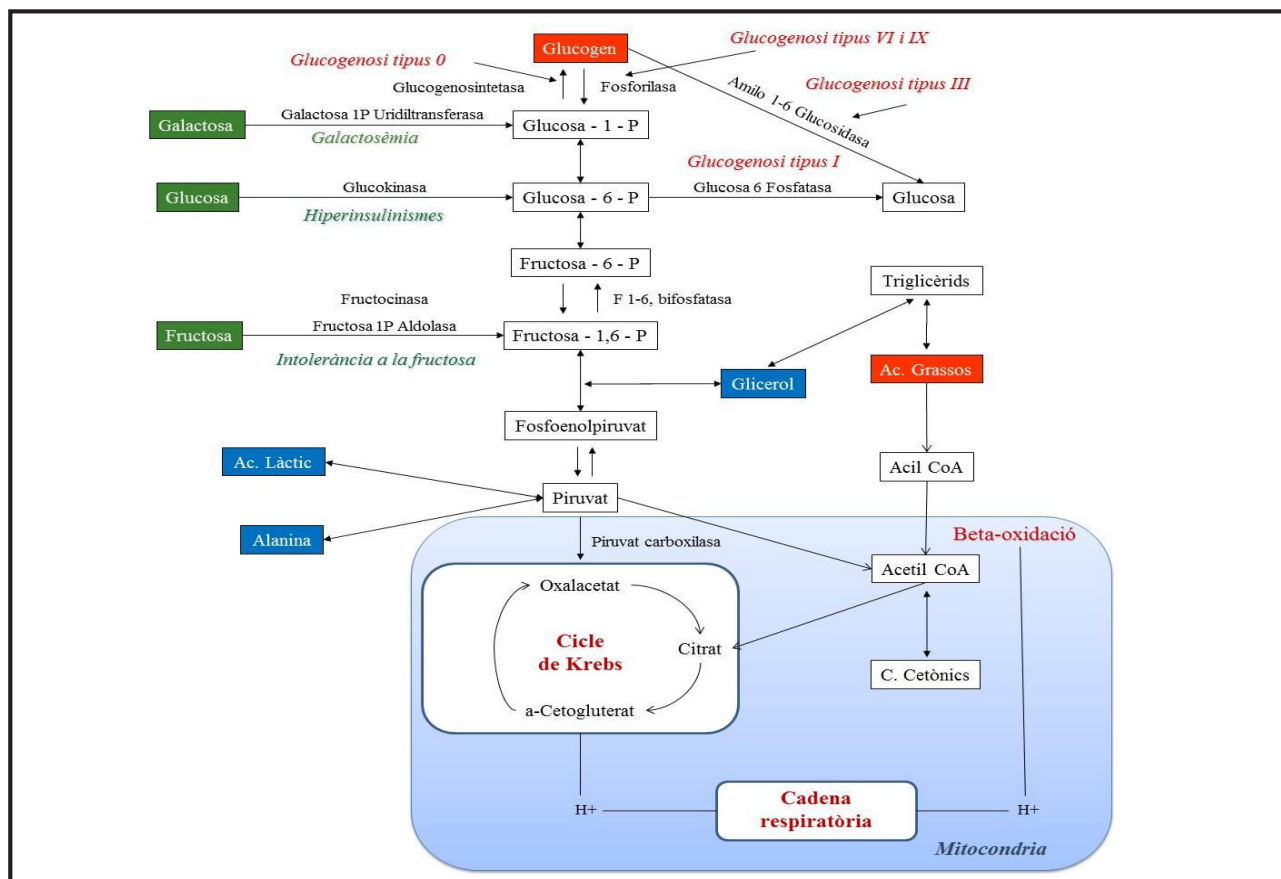 Glucogenosi tipus 0
Glucogen
Glucogenosi tipus VI i IX
Glucogenosintetasa
Fosforilasa
Amilo 1-6 Glucosidasa
Glucogenosi tipus III
Galactosa
Galactosa 1P Uridiltransferasa
Galactosèmia
Glucosa - 1 - P
Glucogenosi tipus I
Glucosa
Glucokinasa
Hiperinsulinismes
Glucosa - 6 - P
Glucosa 6 Fosfatasa
Glucosa
Fructosa - 6 - P
Triglicèrids
Fructocinasa
F 1-6, bifosfatasa
Fructosa
Fructosa 1P Aldolasa
Intolerància a la fructosa
Fructosa - 1,6 - P
Glicerol
Ac. Grassos
Fosfoenolpiruvat
Ac. Làctic
Acil CoA
Piruvat
Alanina
Piruvat carboxilasa
Beta-oxidació
Acetil CoA
Oxalacetat
Cicle
de Krebs
Citrat
C. Cetònics
a-Cetogluterat
H+
Cadena
respiratòria
H+
Mitocondria